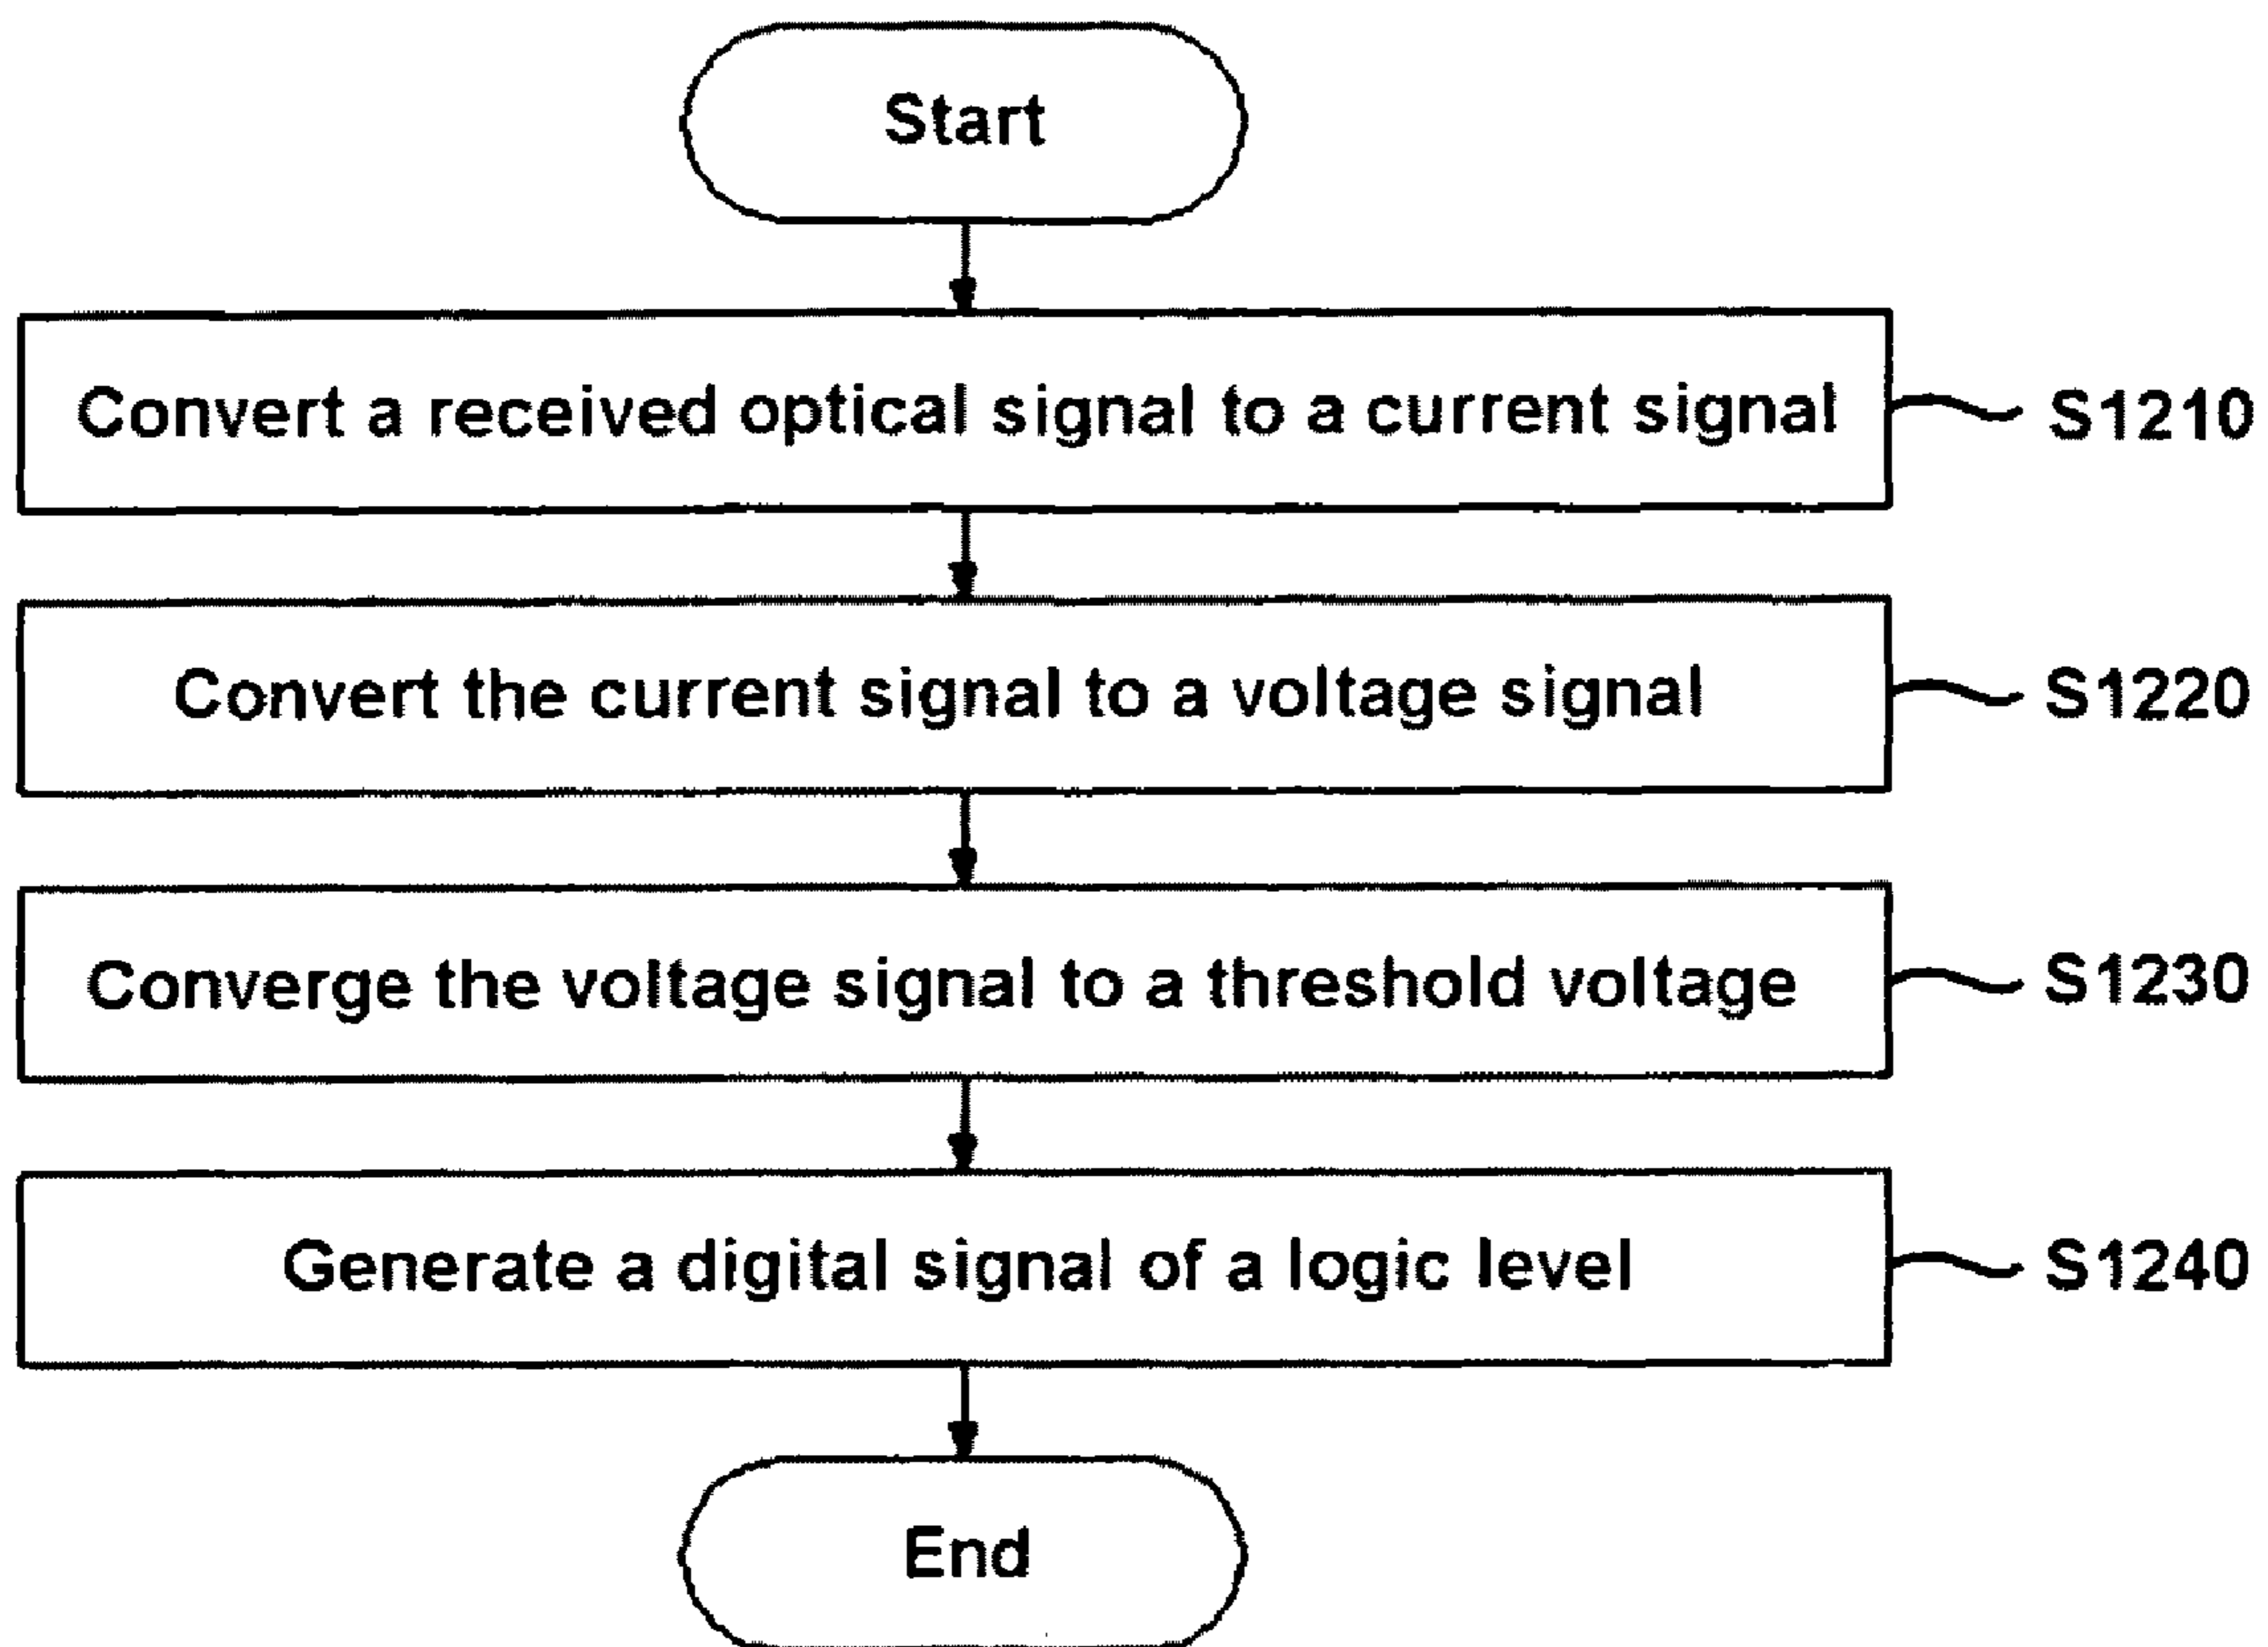 Start
Convert a received optical signal to a current signal
S1210
Convert the current signal to a voltage signal
S1220
Converge the voltage signal to a threshold voltage
S1230
Generate a digital signal of a logic level
S1240
End